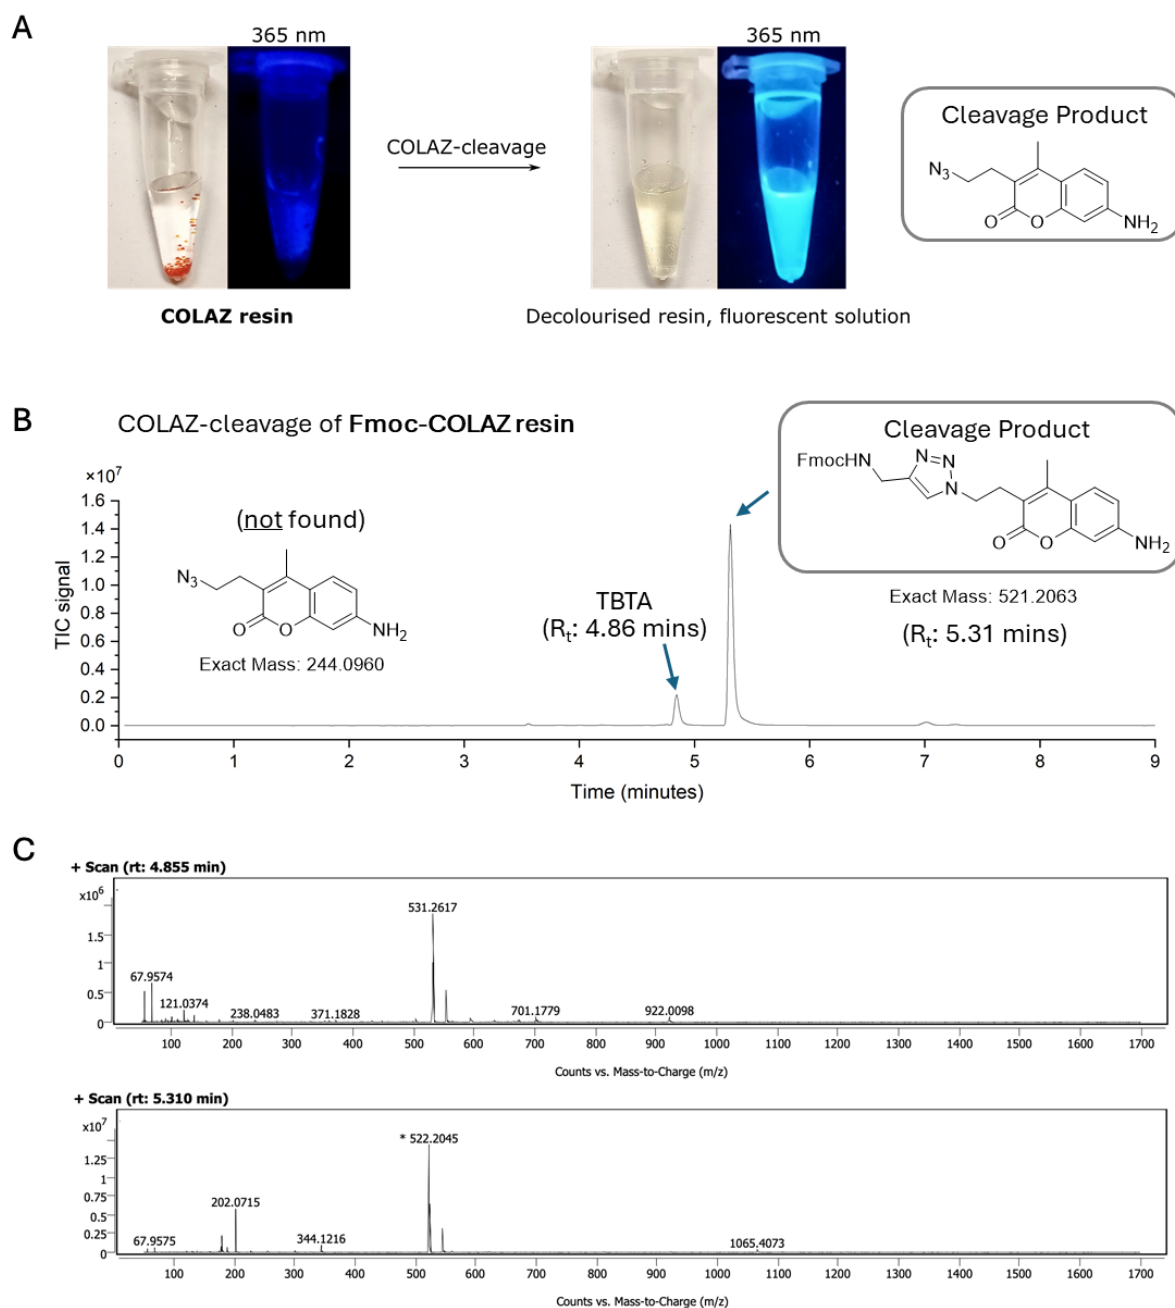 A
365 nm
COLAZ-cleavage
365 nm
COLAZ resin
Decolourised resin, fluorescent solution
Cleavage Product
N3
O
O
NH2
B
COLAZ-cleavage of Fmoc-COLAZ resin
×10⁷
1.6
1.4
1.2
1.0
0.8
0.6
0.4
0.2
0.0
TIC signal
0
1
2
3
4
5
6
7
8
9
Time (minutes)
(not found)
N3
O
O
NH2
Exact Mass: 244.0960
TBTA
(Rt: 4.86 mins)
Cleavage Product
FmocHN
N
N
N
O
O
NH2
Exact Mass: 521.2063
(Rt: 5.31 mins)
C
+ Scan (rt: 4.855 min)
x10⁶
1.5
1
0.5
0
67.9574
121.0374
238.0483
371.1828
531.2617
701.1779
922.0098
100 200 300 400 500 600 700 800 900 1000 1100 1200 1300 1400 1500 1600 1700
Counts vs. Mass-to-Charge (m/z)
+ Scan (rt: 5.310 min)
x10⁷
1.25
1
0.75
0.5
0.25
0
67.9575
202.0715
344.1216
* 522.2045
1065.4073
100 200 300 400 500 600 700 800 900 1000 1100 1200 1300 1400 1500 1600 1700
Counts vs. Mass-to-Charge (m/z)